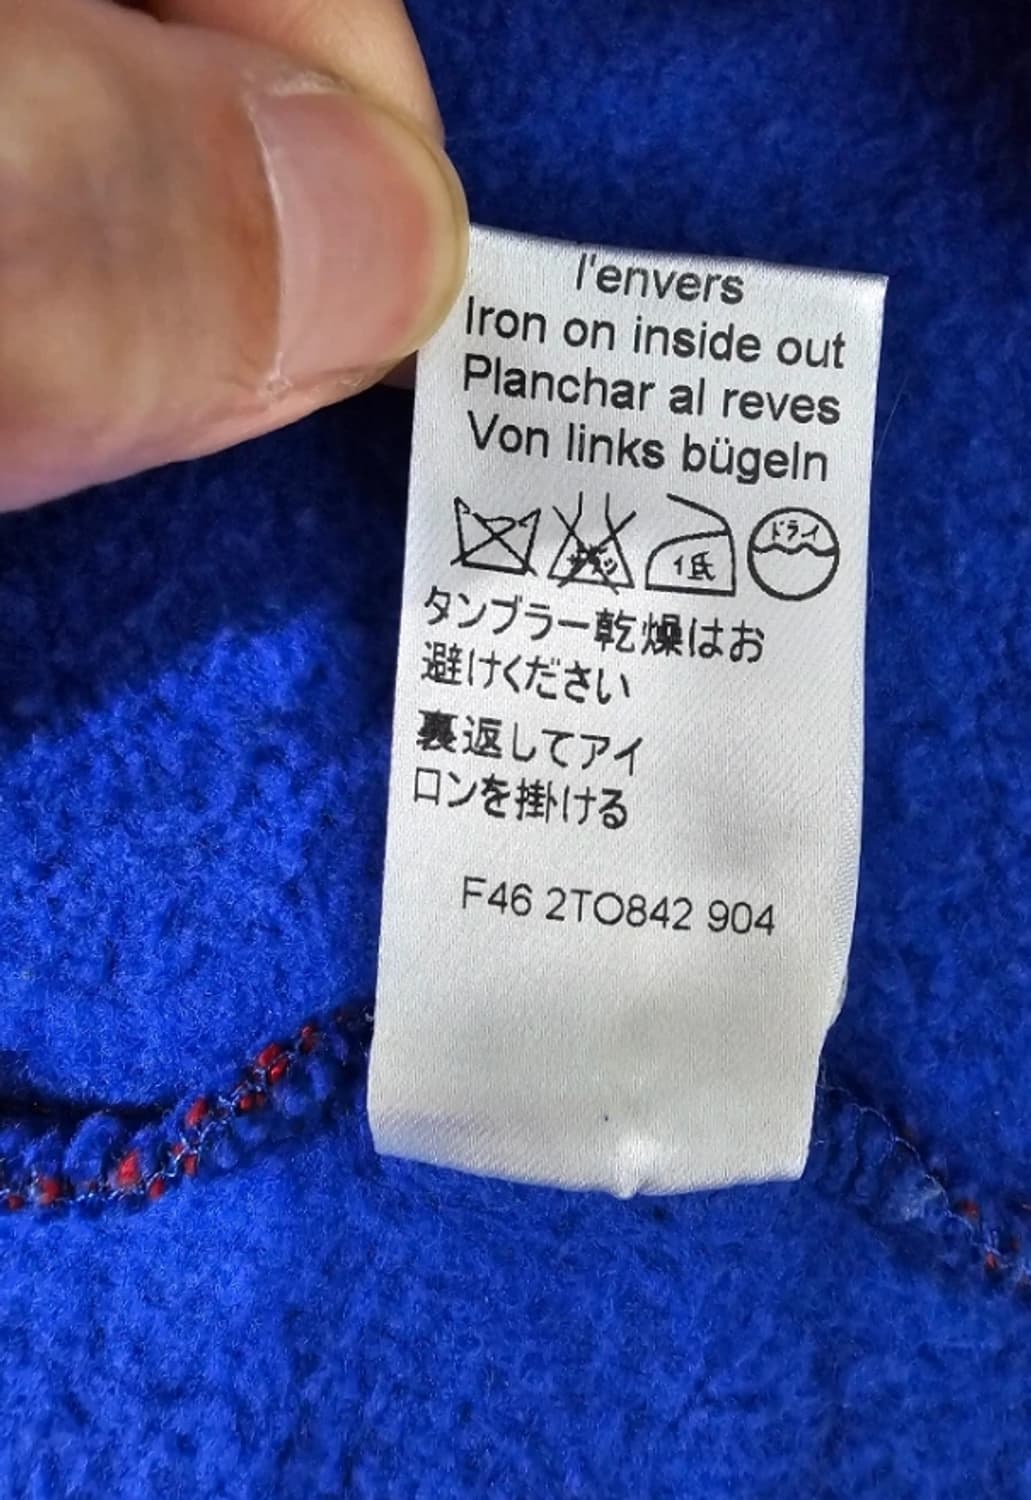 l'envers
Iron on inside out
Planchar al reves
Von links bügeln
低 ドライ
タンブラー乾燥はお
避けください
裏返してアイ
ロンを掛ける
F46 2TO842 904